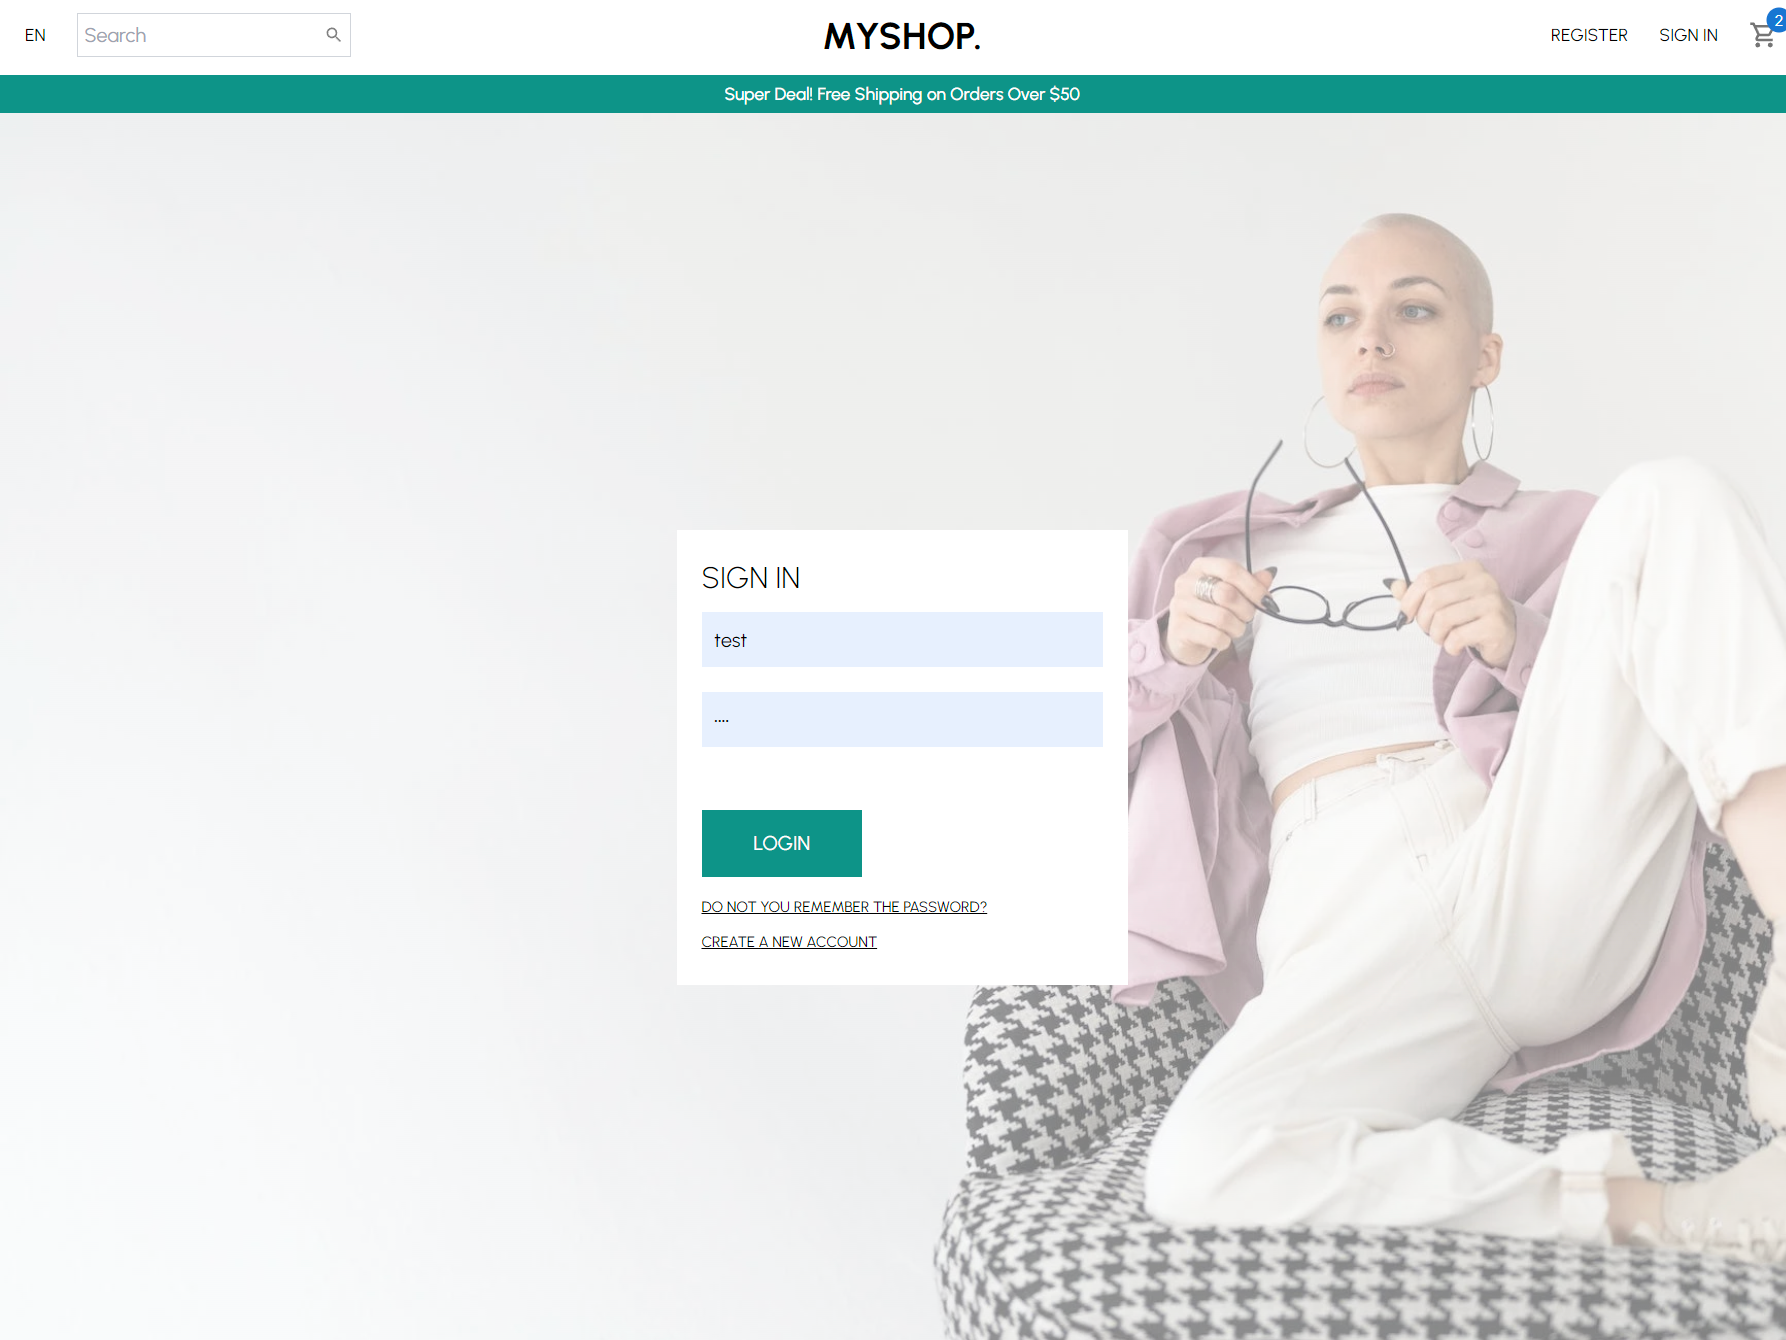 EN
Search
MYSHOP.
REGISTER
SIGN IN
2
Super Deal! Free Shipping on Orders Over $50
SIGN IN
test
....
LOGIN
DO NOT YOU REMEMBER THE PASSWORD?
CREATE A NEW ACCOUNT